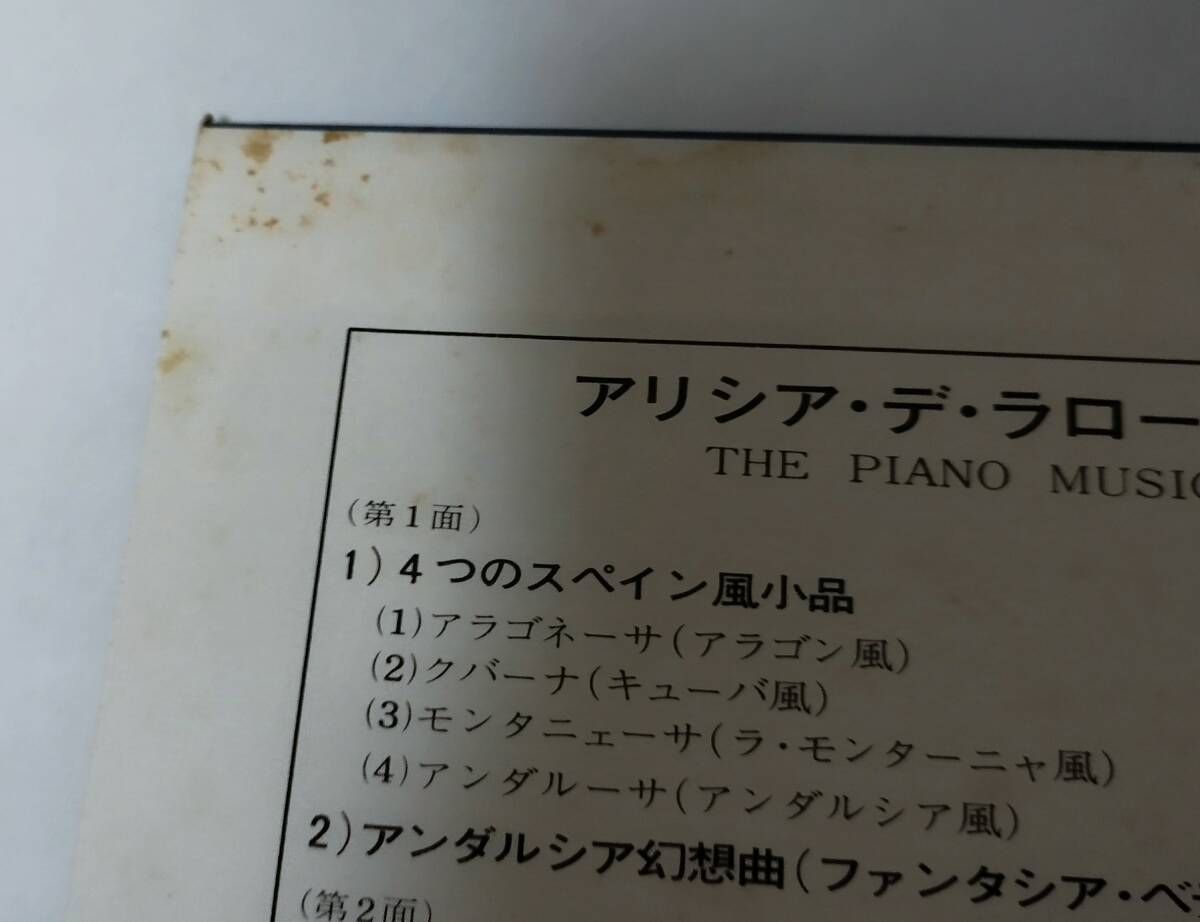 アリシア・デ・ラロー
THE PIANO MUSIC
(第1面)
1)4つのスペイン風小品
(1)アラゴネーサ(アラゴン風)
(2)クバーナ(キューバ風)
(3)モンタニェーサ(ラ・モンターニャ風)
(4)アンダルーサ(アンダルシア風)
2)アンダルシア幻想曲(ファンタシア・ベ
(第2面)